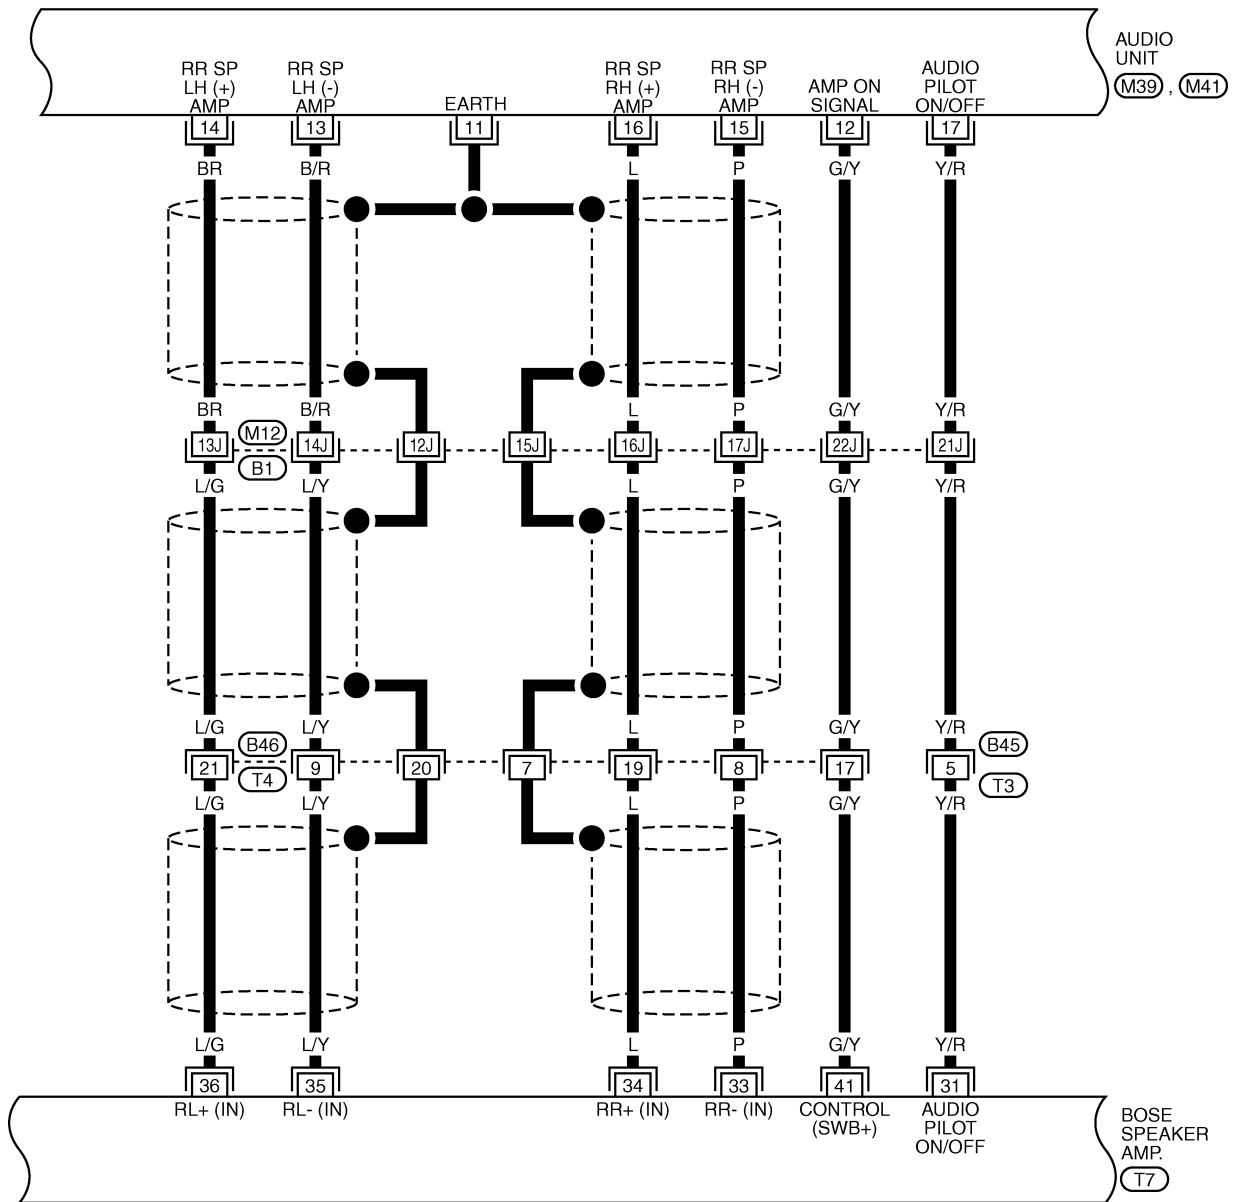 AUDIO
UNIT
M39 , M41
RR SP
LH (+)
AMP
RR SP
LH (-)
AMP
EARTH
RR SP
RH (+)
AMP
RR SP
RH (-)
AMP
AMP ON
SIGNAL
AUDIO
PILOT
ON/OFF
14 13 11 16 15 12 17
BR B/R L P G/Y Y/R
BR B/R L P G/Y Y/R
M12
13J 14J 12J 15J 16J 17J 22J 21J
B1
L/G L/Y L P G/Y Y/R
L/G L/Y L P G/Y Y/R
B46 B45
21 9 20 7 19 8 17 5
T4 T3
L/G L/Y L P G/Y Y/R
L/G L/Y L P G/Y Y/R
36 35 34 33 41 31
RL+ (IN)
RL- (IN)
RR+ (IN)
RR- (IN)
CONTROL
(SWB+)
AUDIO
PILOT
ON/OFF
BOSE
SPEAKER
AMP.
T7